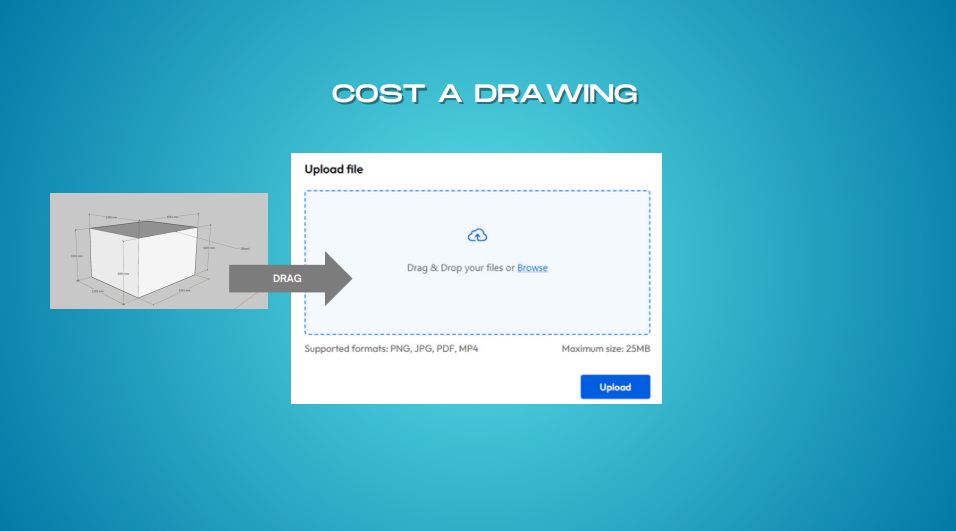 COST A DRAWING
Upload file
DRAG
Drag & Drop your files or Browse
Supported formats: PNG, JPG, PDF, MP4
Maximum size: 25MB
Upload